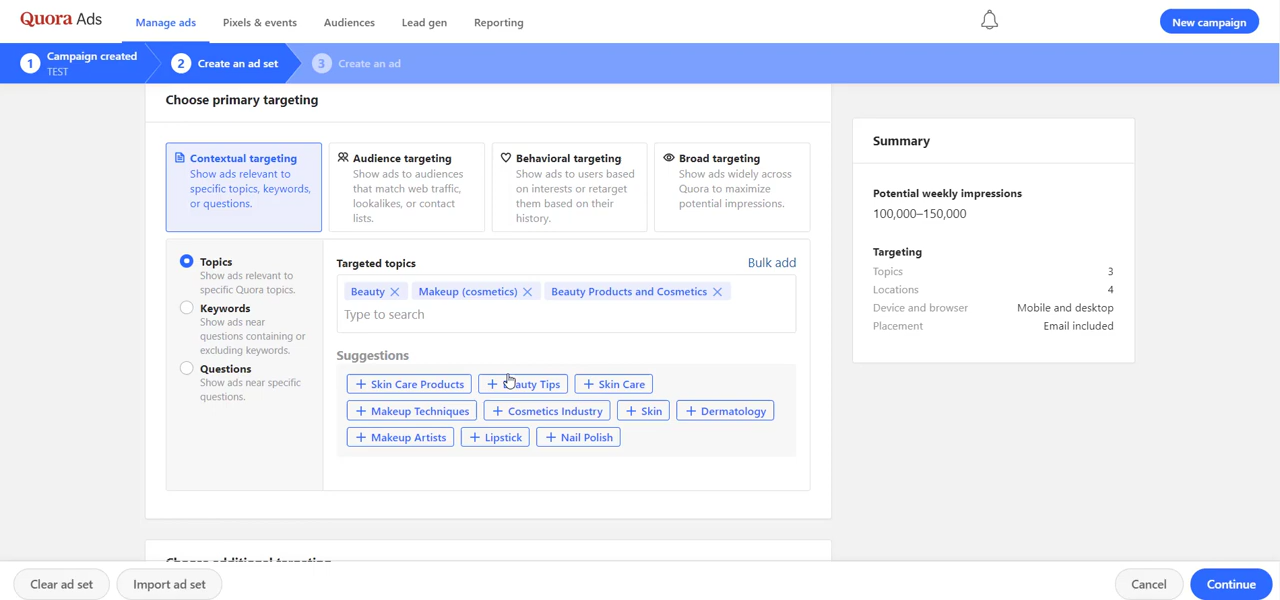 Quora Ads
Manage ads
Pixels & events
Audiences
Lead gen
Reporting
New campaign
1
Campaign created
TEST
2
Create an ad set
3
Create an ad
Choose primary targeting
Contextual targeting
Show ads relevant to
specific topics, keywords,
or questions.
Audience targeting
Show ads to audiences
that match web traffic,
lookalikes, or contact
lists.
Behavioral targeting
Show ads to users based
on interests or retarget
them based on their
history.
Broad targeting
Show ads widely across
Quora to maximize
potential impressions.
Topics
Show ads relevant to
specific Quora topics.
Keywords
Show ads near
questions containing or
excluding keywords.
Questions
Show ads near specific
questions.
Targeted topics
Bulk add
Beauty
Makeup (cosmetics)
Beauty Products and Cosmetics
Type to search
Suggestions
+ Skin Care Products
+ Beauty Tips
+ Skin Care
+ Makeup Techniques
+ Cosmetics Industry
+ Skin
+ Dermatology
+ Makeup Artists
+ Lipstick
+ Nail Polish
Choose additional targeting
Summary
Potential weekly impressions
100,000–150,000
Targeting
Topics 3
Locations 4
Device and browser Mobile and desktop
Placement Email included
Clear ad set
Import ad set
Cancel
Continue